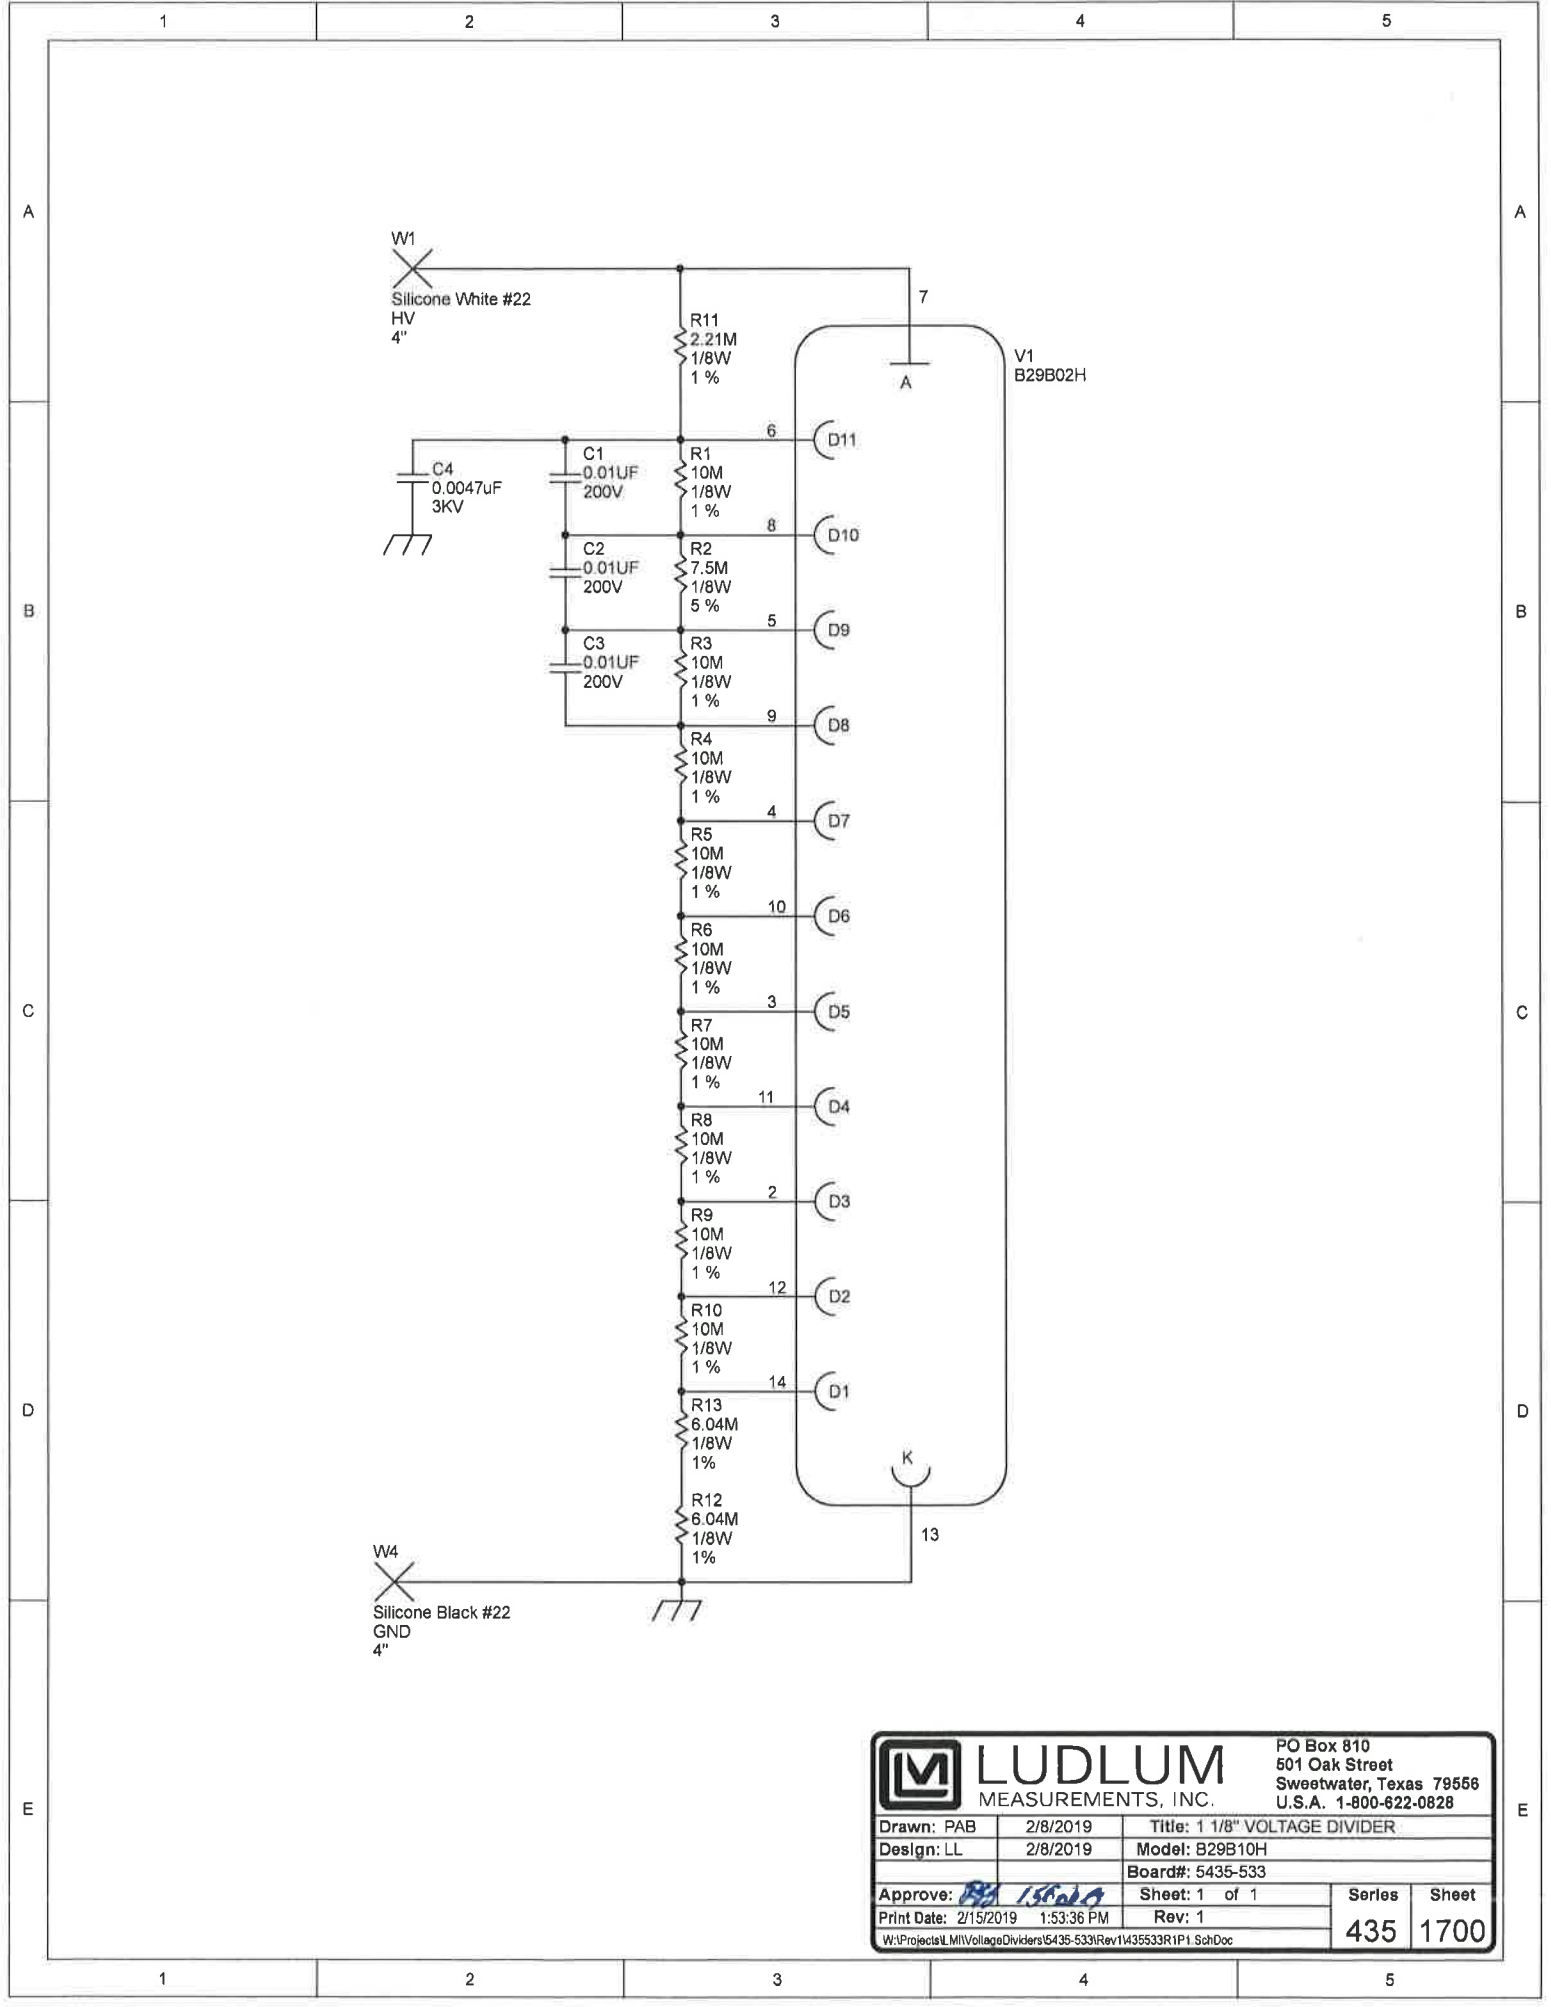 1 2 3 4 5
A A
W1
Silicone White #22
HV
4"
7
R11
2.21M
1/8W
1 %
V1
B29B02H
A
6 D11
C4
0.0047uF
3KV
C1
0.01UF
200V
R1
10M
1/8W
1 %
8 D10
C2
0.01UF
200V
R2
7.5M
1/8W
5 %
B B
5 D9
C3
0.01UF
200V
R3
10M
1/8W
1 %
9 D8
R4
10M
1/8W
1 %
4 D7
R5
10M
1/8W
1 %
10 D6
R6
10M
1/8W
1 %
C C
3 D5
R7
10M
1/8W
1 %
11 D4
R8
10M
1/8W
1 %
2 D3
R9
10M
1/8W
1 %
12 D2
R10
10M
1/8W
1 %
14 D1
D D
R13
6.04M
1/8W
1%
K
R12
6.04M
1/8W
1%
13
W4
Silicone Black #22
GND
4"
E E
LM LUDLUM
MEASUREMENTS, INC.
PO Box 810
501 Oak Street
Sweetwater, Texas 79556
U.S.A. 1-800-622-0828
Drawn: PAB 2/8/2019 Title: 1 1/8" VOLTAGE DIVIDER
Design: LL 2/8/2019 Model: B29B10H
Board#: 5435-533
Approve: Sheet: 1 of 1
Print Date: 2/15/2019 1:53:36 PM Rev: 1
Series Sheet
435 1700
W:\Projects\LMI\VoltageDividers\5435-533\Rev1\435533R1P1.SchDoc
1 2 3 4 5